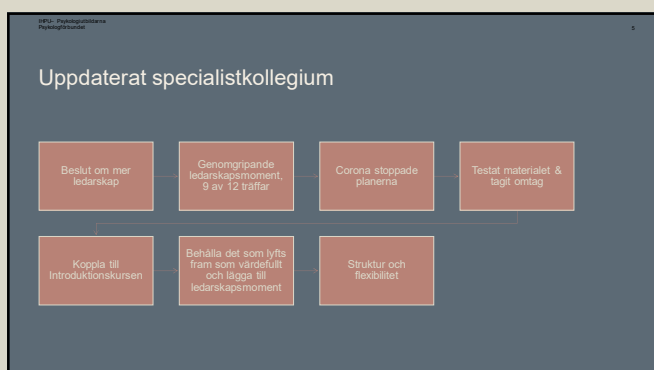 IHPU- Psykologiatbildarna
Psykologförbundet
5
Uppdaterat specialistkollegium
Beslut om mer
ledarskap
Genomgripande
ledarskapsmoment,
9 av 12 träffar
Corona stoppade
planerna
Testat materialet &
tagit omtag
Koppla till
Introduktionskursen
Behålla det som lyfts
fram som värdefullt
och lägga till
ledarskapsmoment
Struktur och
flexibilitet